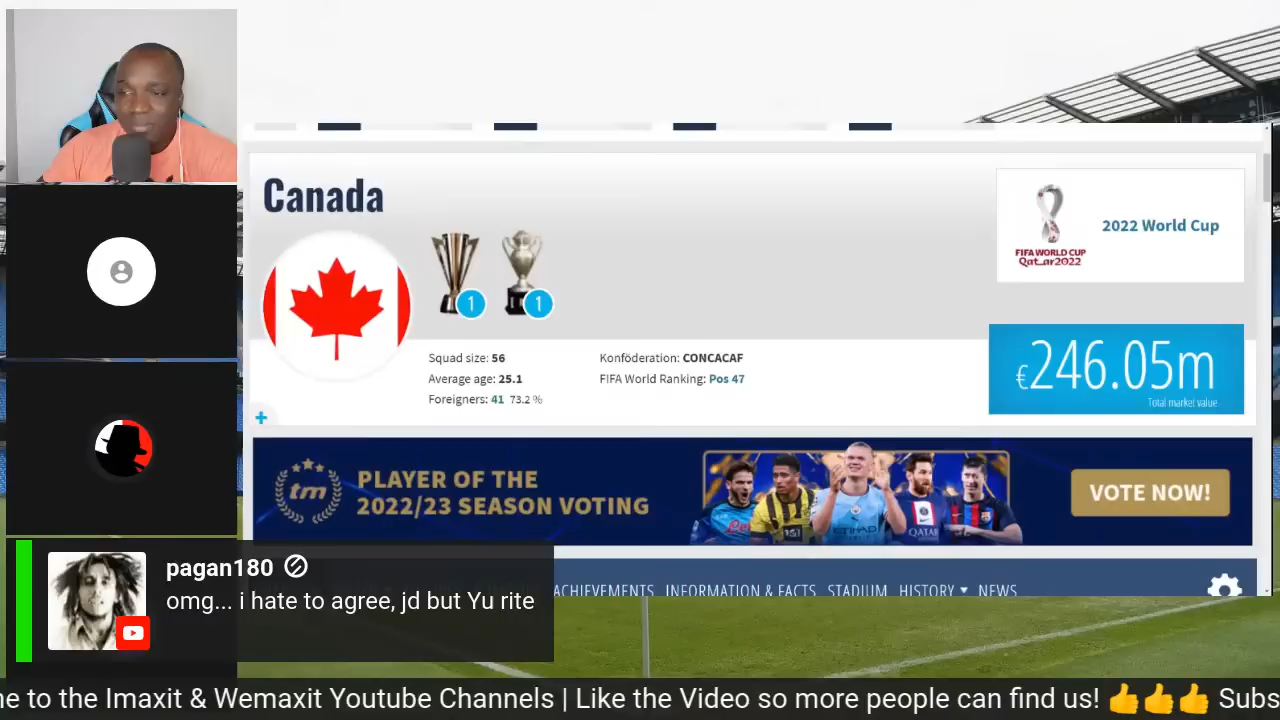 Canada
1
1
FIFA WORLD CUP
Qatar2022
2022 World Cup
Squad size: 56
Average age: 25.1
Foreigners: 41 73.2 %
Konföderation: CONCACAF
FIFA World Ranking: Pos 47
€246.05m
Total market value
tm
PLAYER OF THE
2022/23 SEASON VOTING
ETIHAD
QATAR
VOTE NOW!
ACHIEVEMENTS INFORMATION & FACTS STADIUM HISTORY ▾ NEWS
pagan180
omg... i hate to agree, jd but Yu rite
ne to the Imaxit & Wemaxit Youtube Channels | Like the Video so more people can find us! 👍👍👍 Subs